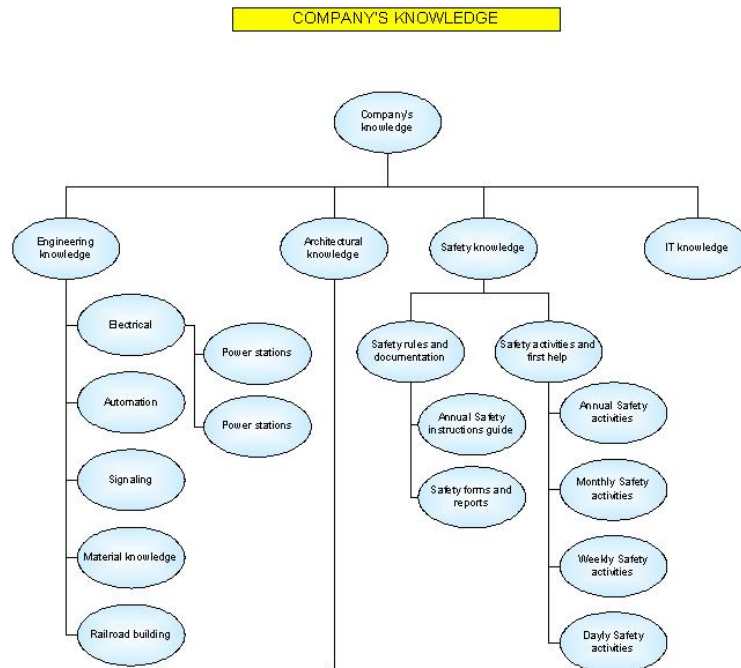 COMPANY'S KNOWLEDGE
Company's
knowledge
Engineering
knowledge
Architectural
knowledge
Safety knowledge
IT knowledge
Electrical
Power stations
Power stations
Automation
Signaling
Material knowledge
Railroad building
Safety rules and
documentation
Annual Safety
instructions guide
Safety forms and
reports
Safety activities and
first help
Annual Safety
activities
Monthly Safety
activities
Weekly Safety
activities
Dayly Safety
activities